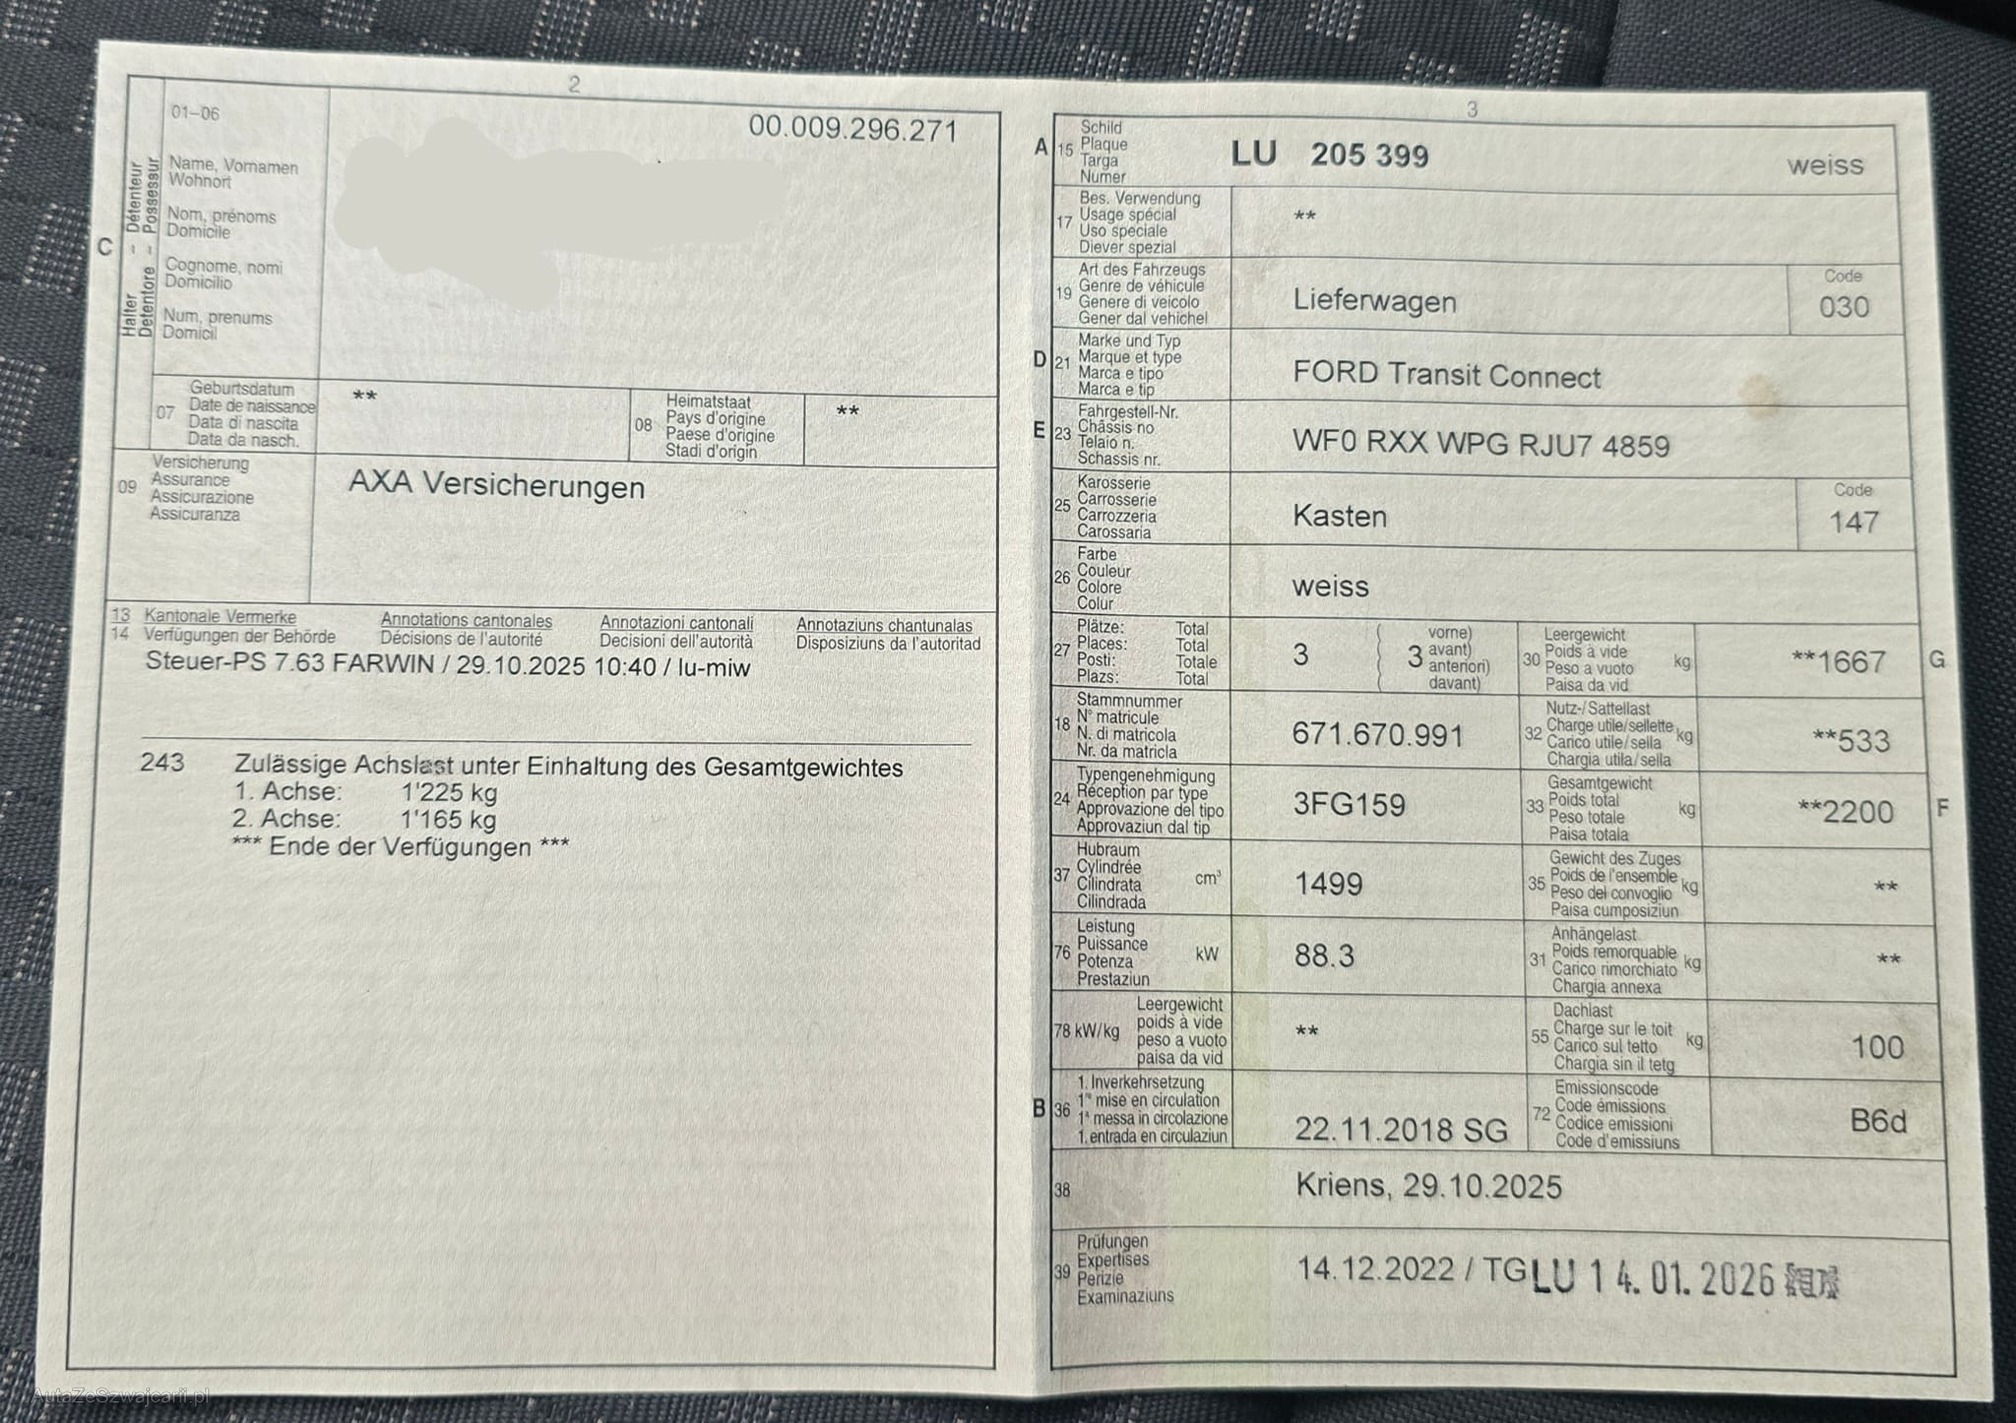 2
01–06
00.009.296.271
Halter – Détenteur
Detentore – Possessur
C
Name, Vornamen
Wohnort
Nom, prénoms
Domicile
Cognome, nomi
Domicilio
Num, prenums
Domicil
07
Geburtsdatum
Date de naissance
Data di nascita
Data da nasch.
**
08
Heimatstaat
Pays d'origine
Paese d'origine
Stadi d'origin
**
09
Versicherung
Assurance
Assicurazione
Assicuranza
AXA Versicherungen
13 Kantonale Vermerke Annotations cantonales Annotazioni cantonali Annotaziuns chantunalas
14 Verfügungen der Behörde Décisions de l'autorité Decisioni dell'autorità Disposiziuns da l'autoritad
Steuer-PS 7.63 FARWIN / 29.10.2025 10:40 / lu-miw
243 Zulässige Achslast unter Einhaltung des Gesamtgewichtes
1. Achse: 1'225 kg
2. Achse: 1'165 kg
*** Ende der Verfügungen ***
3
A 15
Schild
Plaque
Targa
Numer
LU 205 399 weiss
17
Bes. Verwendung
Usage spécial
Uso speciale
Diever spezial
**
19
Art des Fahrzeugs
Genre de véhicule
Genere di veicolo
Gener dal vehichel
Lieferwagen
Code
030
D 21
Marke und Typ
Marque et type
Marca e tipo
Marca e tip
FORD Transit Connect
E 23
Fahrgestell-Nr.
Châssis no
Telaio n.
Schassis nr.
WF0 RXX WPG RJU7 4859
25
Karosserie
Carrosserie
Carrozzeria
Carossaria
Kasten
Code
147
26
Farbe
Couleur
Colore
Colur
weiss
27
Plätze: Total
Places: Total
Posti: Totale
Plazs: Total
3
3
vorne)
avant)
anteriori)
davant)
30
Leergewicht
Poids à vide
Peso a vuoto
Paisa da vid
kg
**1667
G
18
Stammnummer
N° matricule
N. di matricola
Nr. da matricla
671.670.991
32
Nutz-/Sattellast
Charge utile/sellette
Carico utile/sella
Chargia utila/sella
kg
**533
24
Typengenehmigung
Réception par type
Approvazione del tipo
Approvaziun dal tip
3FG159
33
Gesamtgewicht
Poids total
Peso totale
Paisa totala
kg
**2200
F
37
Hubraum
Cylindrée
Cilindrata
Cilindrada
cm³
1499
35
Gewicht des Zuges
Poids de l'ensemble
Peso del convoglio
Paisa cumposiziun
kg
**
76
Leistung
Puissance
Potenza
Prestaziun
kW
88.3
31
Anhängelast
Poids remorquable
Carico rimorchiato
Chargia annexa
kg
**
78 kW/kg
Leergewicht
poids à vide
peso a vuoto
paisa da vid
**
55
Dachlast
Charge sur le toit
Carico sul tetto
Chargia sin il tetg
kg
100
B 36
1. Inverkehrsetzung
1re mise en circulation
1a messa in circolazione
1. entrada en circulaziun
22.11.2018 SG
72
Emissionscode
Code émissions
Codice emissioni
Code d'emissiuns
B6d
38
Kriens, 29.10.2025
39
Prüfungen
Expertises
Perizie
Examinaziuns
14.12.2022 / TG LU 14.01.2026
AutaZeSzwajcarii.pl